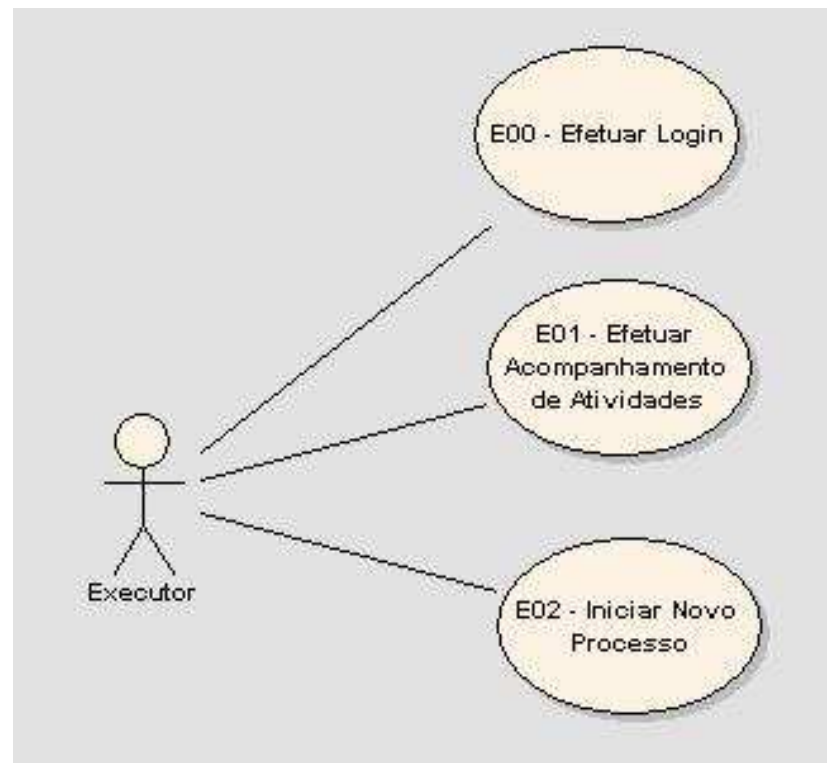 E00 - Efetuar Login
E01 - Efetuar
Acompanhamento
de Atividades
Executor
E02 - Iniciar Novo
Processo